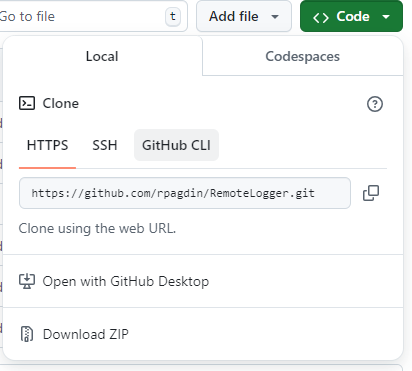 Go to file
t
Add file
Code
Local
Codespaces
Clone
HTTPS
SSH
GitHub CLI
https://github.com/rpagdin/RemoteLogger.git
Clone using the web URL.
Open with GitHub Desktop
Download ZIP